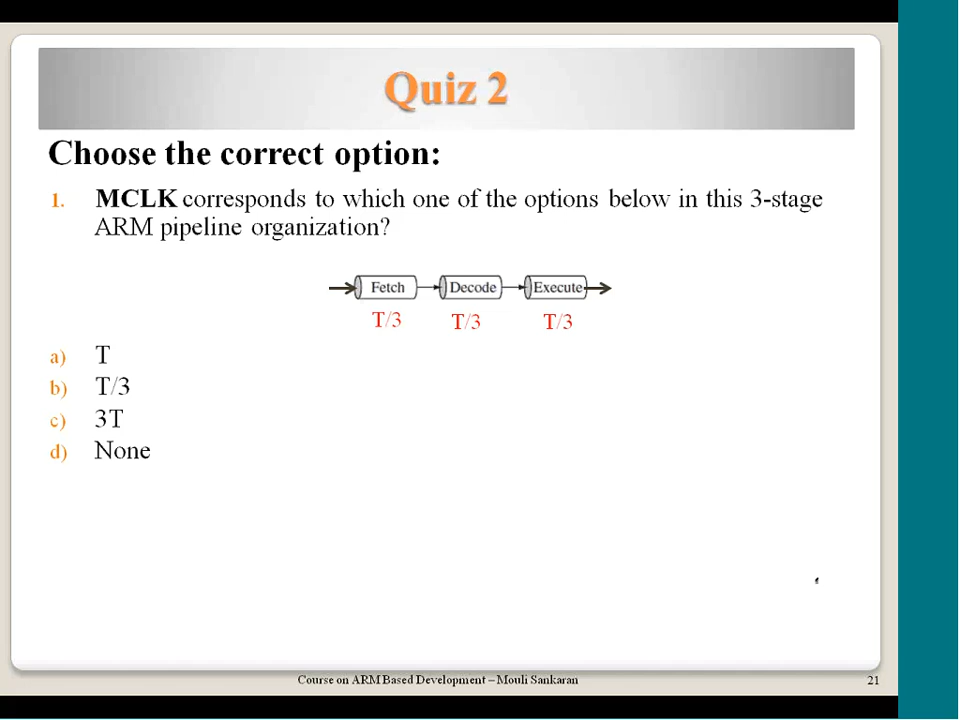 Quiz 2
Choose the correct option:
1. MCLK corresponds to which one of the options below in this 3-stage
ARM pipeline organization?
Fetch Decode Execute
T/3 T/3 T/3
a) T
b) T/3
c) 3T
d) None
Course on ARM Based Development – Mouli Sankaran 21